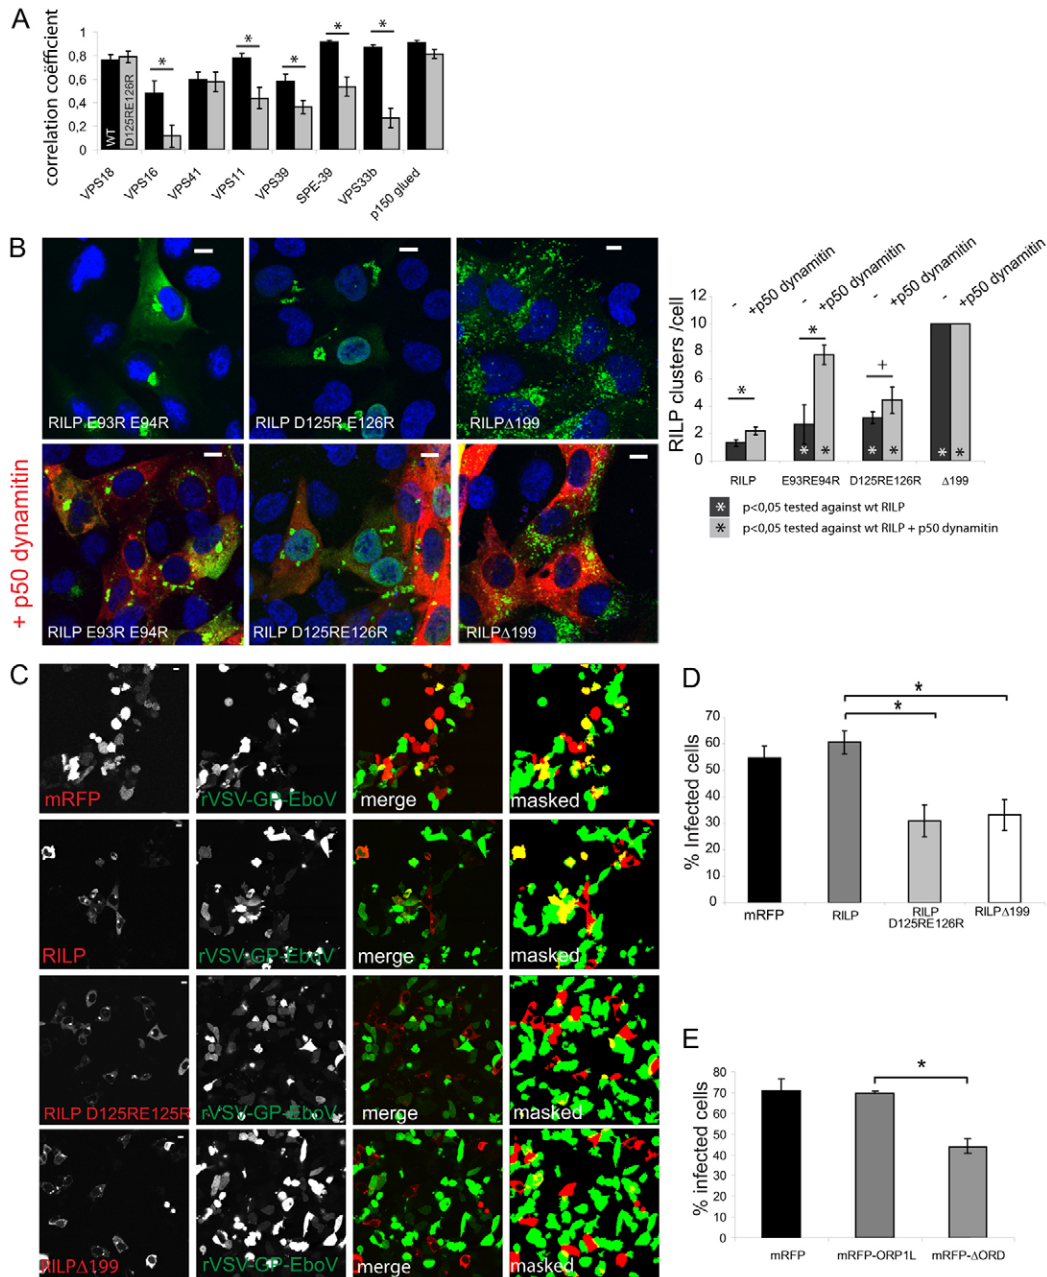 A
correlation coëfficient
1
0,8
0,6
0,4
0,2
0
WT
D125RE126R
*
*
*
*
*
VPS18
VPS16
VPS41
VPS11
VPS39
SPE-39
VPS33b
p150 glued
B
RILP E93R E94R
RILP D125R E126R
RILPΔ199
+ p50 dynamitin
RILP E93R E94R
RILP D125RE126R
RILPΔ199
- +p50 dynamitin
- +p50 dynamitin
- +p50 dynamitin
- +p50 dynamitin
RILP clusters /cell
12
10
8
6
4
2
0
*
*
+
* * * * * *
RILP
E93RE94R
D125RE126R
Δ199
* p<0,05 tested against wt RILP
* p<0,05 tested against wt RILP + p50 dynamitin
C
mRFP
rVSV-GP-EboV
merge
masked
RILP
rVSV-GP-EboV
merge
masked
RILP D125RE125R
rVSV-GP-EboV
merge
masked
RILPΔ199
rVSV-GP-EboV
merge
masked
D
% Infected cells
70
60
50
40
30
20
10
0
*
*
mRFP
RILP
RILP
D125RE126R
RILPΔ199
E
% infected cells
80
70
60
50
40
30
20
10
0
*
mRFP
mRFP-ORP1L
mRFP-ΔORD